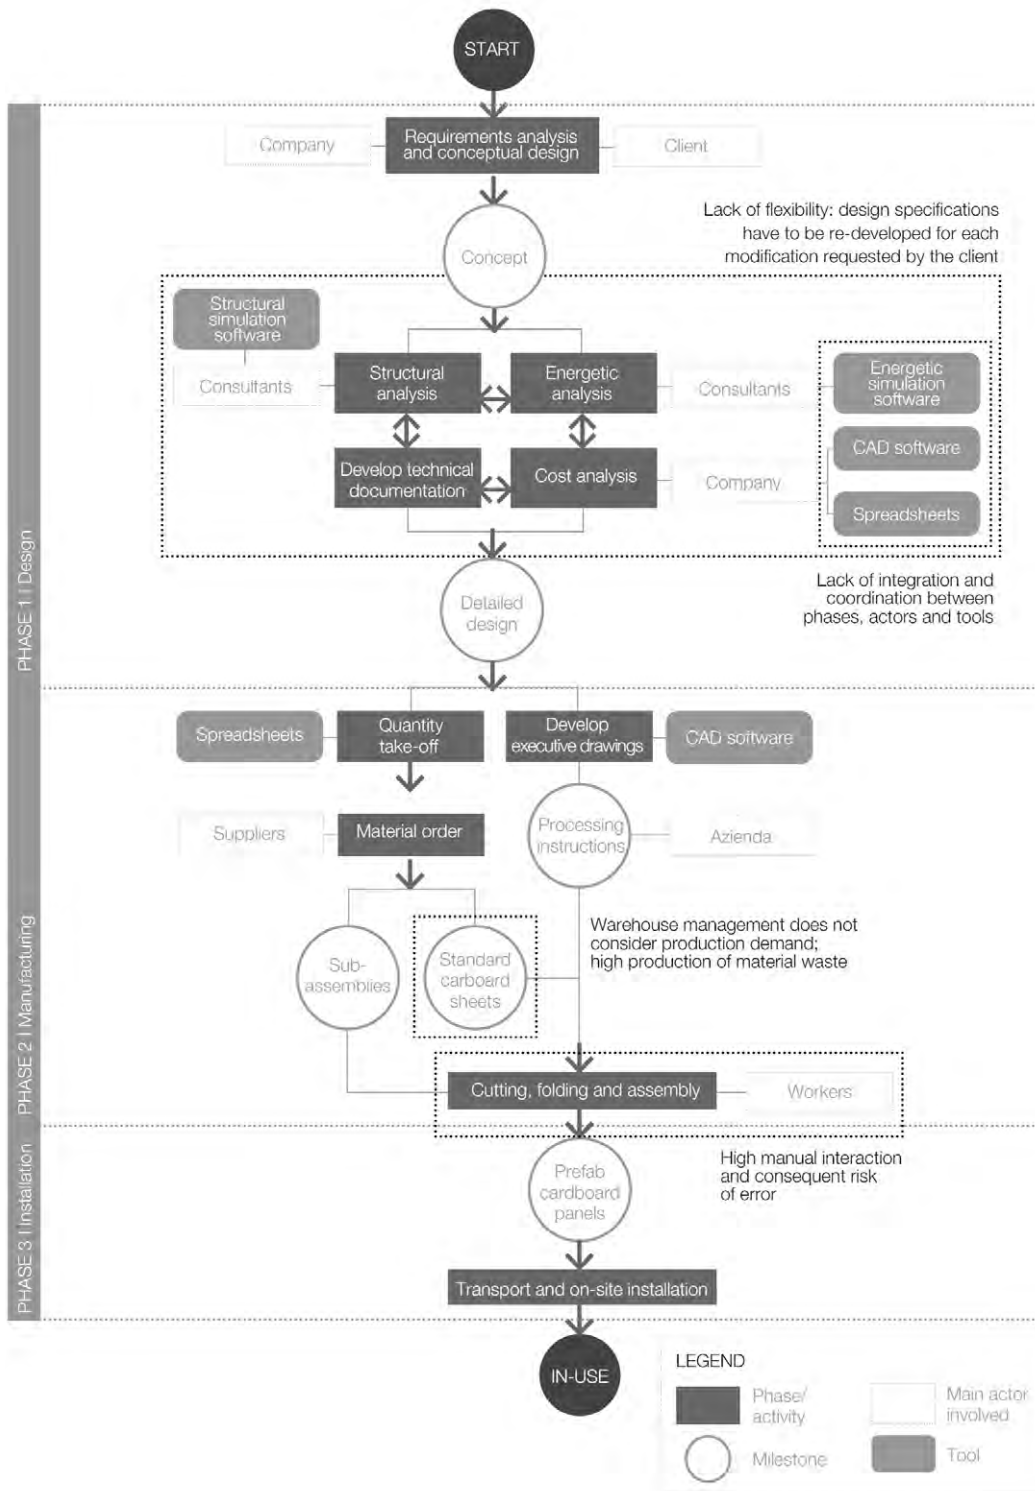 START
Company
Requirements analysis
and conceptual design
Client
Lack of flexibility: design specifications
have to be re-developed for each
modification requested by the client
Concept
Structural
simulation
software
Consultants
Structural
analysis
Energetic
analysis
Consultants
Energetic
simulation
software
Develop technical
documentation
Cost analysis
Company
CAD software
Spreadsheets
Lack of integration and
coordination between
phases, actors and tools
Detailed
design
PHASE 1 | Design
Spreadsheets
Quantity
take-off
Develop
executive drawings
CAD software
Suppliers
Material order
Processing
instructions
Azienda
Sub-
assemblies
Standard
carboard
sheets
Warehouse management does not
consider production demand;
high production of material waste
PHASE 2 | Manufacturing
Cutting, folding and assembly
Workers
High manual interaction
and consequent risk
of error
Prefab
cardboard
panels
PHASE 3 | Installation
Transport and on-site installation
IN-USE
LEGEND
Phase/
activity
Main actor
involved
Milestone
Tool